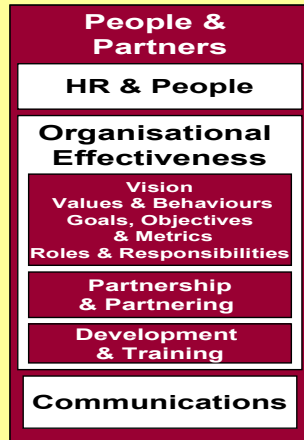 People &
Partners
HR & People
Organisational
Effectiveness
Vision
Values & Behaviours
Goals, Objectives
& Metrics
Roles & Responsibilities
Partnership
& Partnering
Development
& Training
Communications